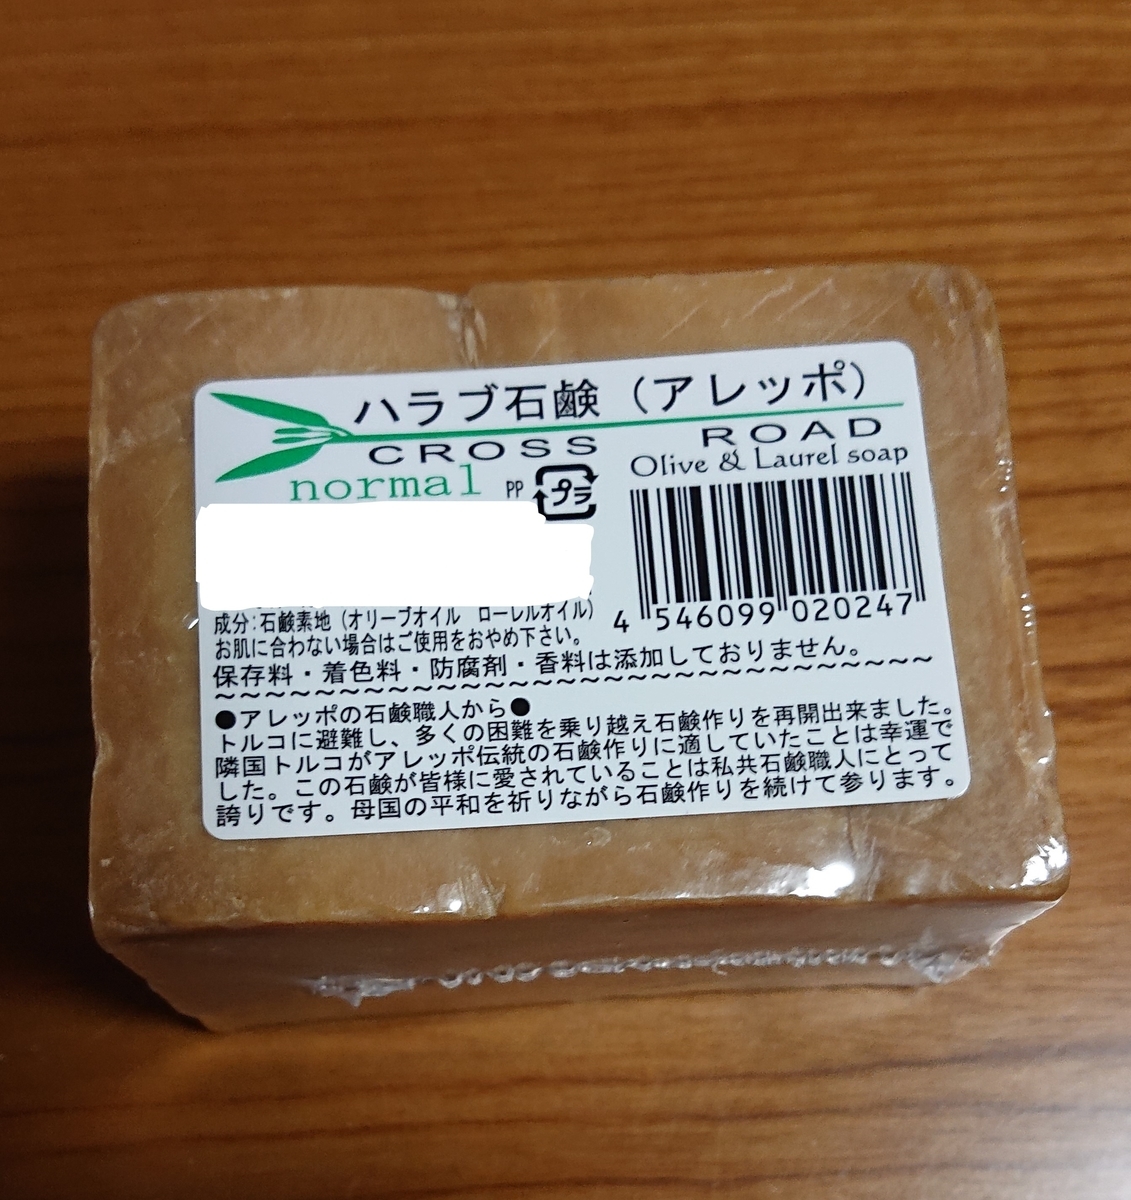 ハラブ石鹸（アレッポ）
CROSS ROAD
normal
PP プラ
Olive & Laurel soap
4 546099 020247
成分:石鹸素地（オリーブオイル ローレルオイル）
お肌に合わない場合はご使用をおやめ下さい。
保存料・着色料・防腐剤・香料は添加しておりません。
～～～～～～～～～～～～～～～～～～～～～～～～～～～
●アレッポの石鹸職人から●
トルコに避難し、多くの困難を乗り越え石鹸作りを再開出来ました。
隣国トルコがアレッポ伝統の石鹸作りに適していたことは幸運で
した。この石鹸が皆様に愛されていることは私共石鹸職人にとって
誇りです。母国の平和を祈りながら石鹸作りを続けて参ります。